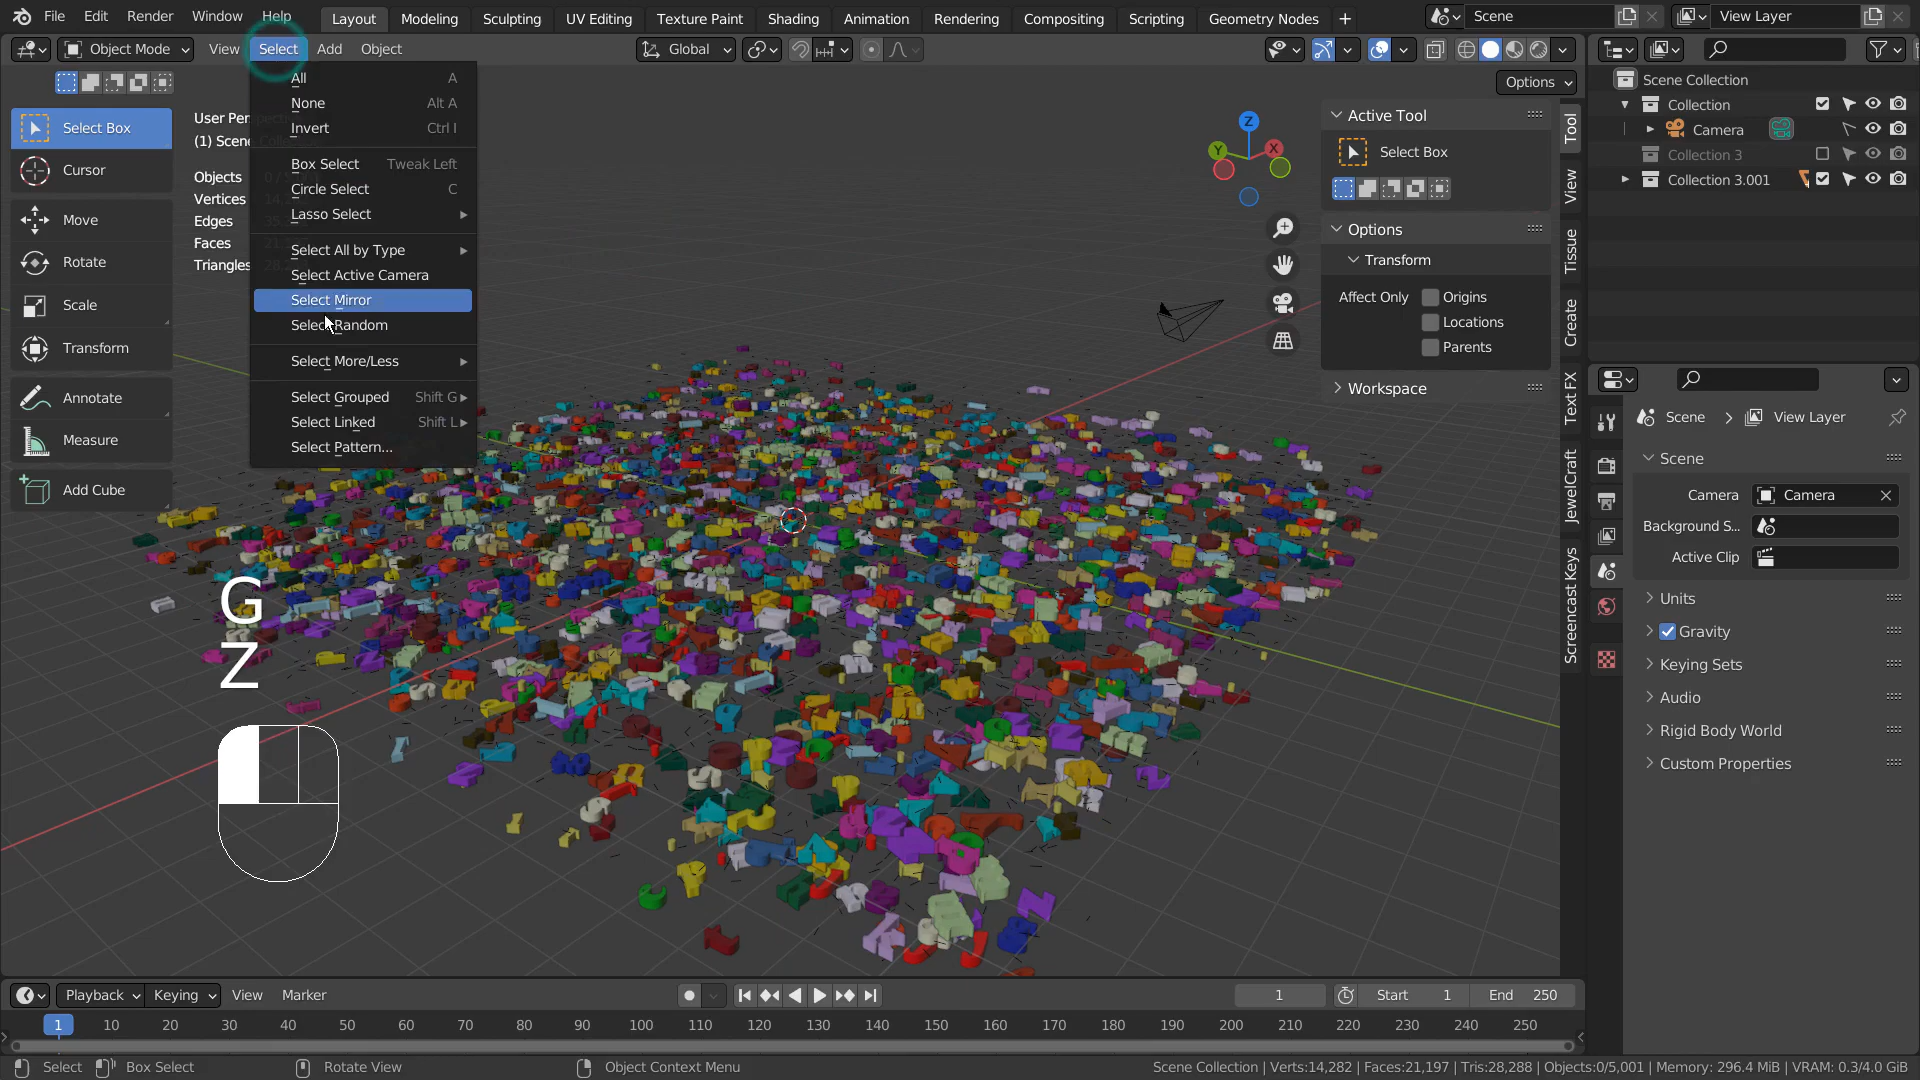 File Edit Render Window Help Layout Modeling Sculpting UV Editing Texture Paint Shading Animation Rendering Compositing Scripting Geometry Nodes + Scene View Layer
Object Mode View Select Add Object Global
Options
Select Box
Cursor
Move
Rotate
Scale
Transform
Annotate
Measure
Add Cube
User Persp
(1) Scene
Objects
Vertices
Edges
Faces
Triangles
All A
None Alt A
Invert Ctrl I
Box Select Tweak Left
Circle Select C
Lasso Select
Select All by Type
Select Active Camera
Select Mirror
Select Random
Select More/Less
Select Grouped Shift G
Select Linked Shift L
Select Pattern...
G
Z
Z
Y
X
Active Tool
Select Box
Options
Transform
Affect Only Origins
Locations
Parents
Workspace
Tool
View
Tissue
Create
Text FX
JewelCraft
Screencast Keys
Scene Collection
Collection
Camera
Collection 3
Collection 3.001
Scene > View Layer
Scene
Camera Camera
Background S...
Active Clip
Units
Gravity
Keying Sets
Audio
Rigid Body World
Custom Properties
Playback Keying View Marker 1 Start 1 End 250
1 10 20 30 40 50 60 70 80 90 100 110 120 130 140 150 160 170 180 190 200 210 220 230 240 250
Select Box Select Rotate View Object Context Menu Scene Collection | Verts:14,282 | Faces:21,197 | Tris:28,288 | Objects:0/5,001 | Memory: 296.4 MiB | VRAM: 0.3/4.0 GiB